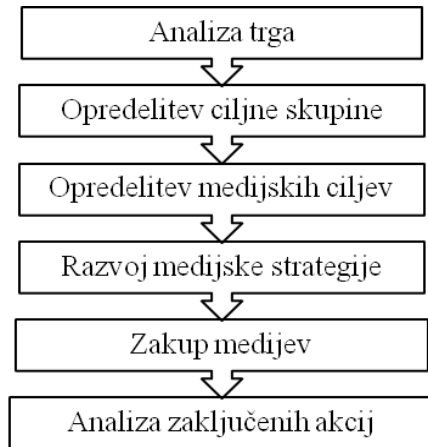 Analiza trga
Opredelitev ciljne skupine
Opredelitev medijskih ciljev
Razvoj medijske strategije
Zakup medijev
Analiza zaključenih akcij